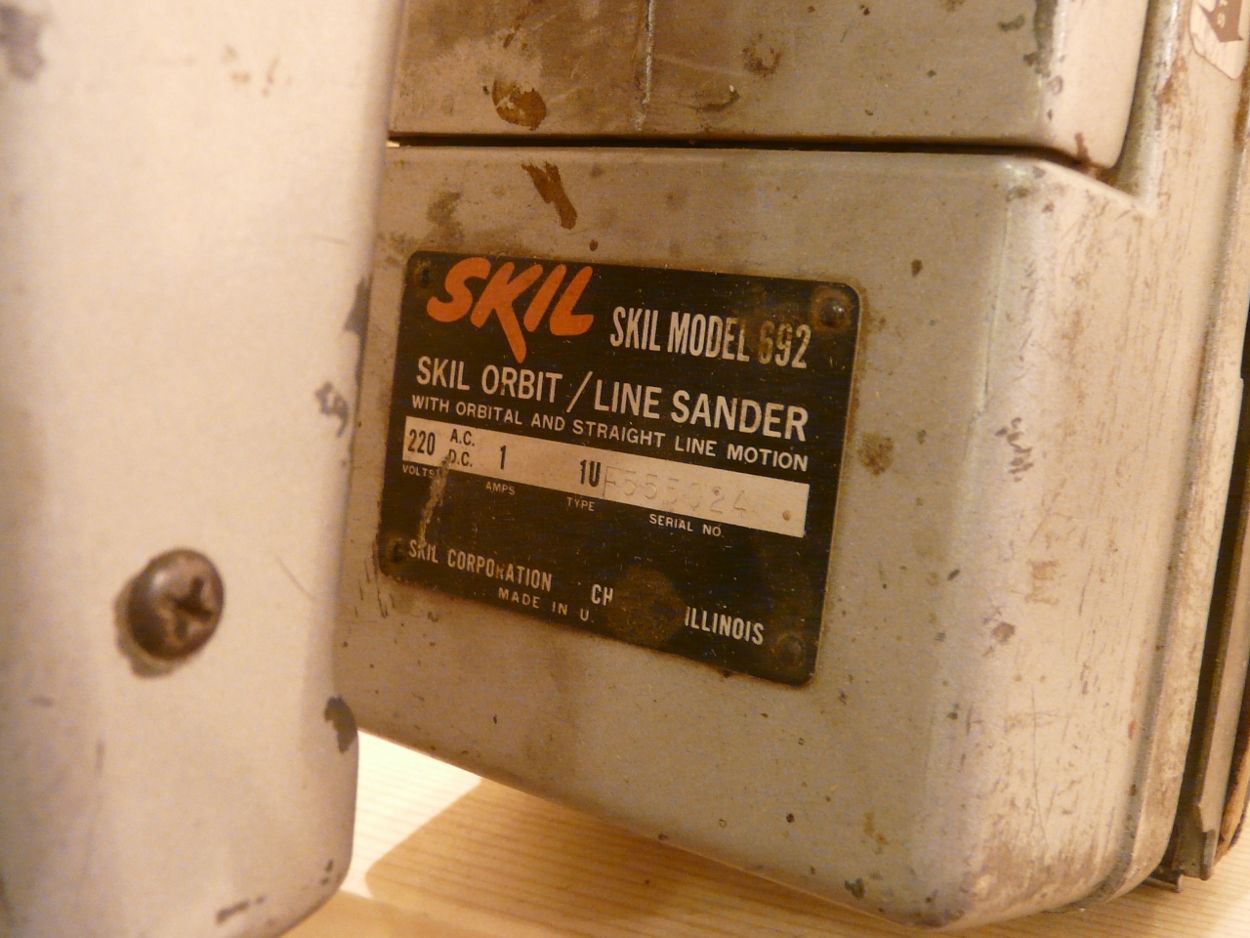 SKIL
SKIL MODEL 692
SKIL ORBIT/LINE SANDER
WITH ORBITAL AND STRAIGHT LINE MOTION
220 A.C. D.C. 1 1U
VOLTS AMPS TYPE SERIAL NO.
SKIL CORPORATION CH ILLINOIS
MADE IN U.